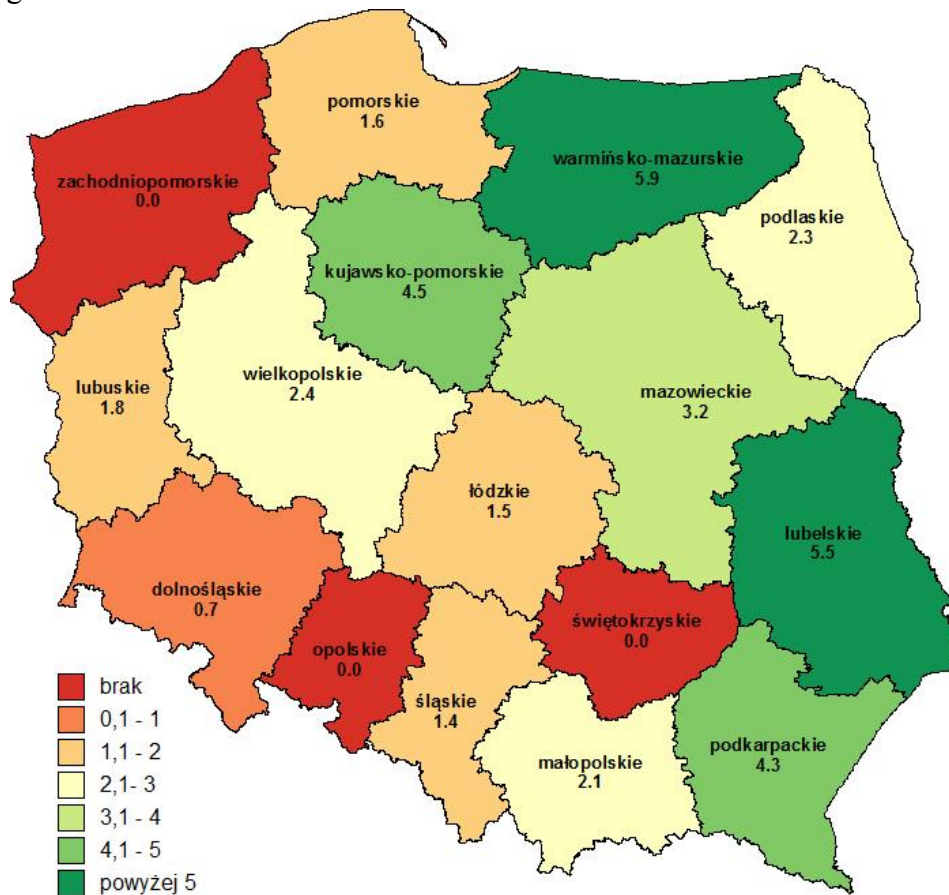 g
pomorskie
1.6
warmińsko-mazurskie
5.9
zachodniopomorskie
0.0
podlaskie
2.3
kujawsko-pomorskie
4.5
wielkopolskie
2.4
lubuskie
1.8
mazowieckie
3.2
łódzkie
1.5
lubelskie
5.5
dolnośląskie
0.7
świętokrzyskie
0.0
opolskie
0.0
śląskie
1.4
podkarpackie
4.3
małopolskie
2.1
brak
0,1 - 1
1,1 - 2
2,1- 3
3,1 - 4
4,1 - 5
powyżej 5